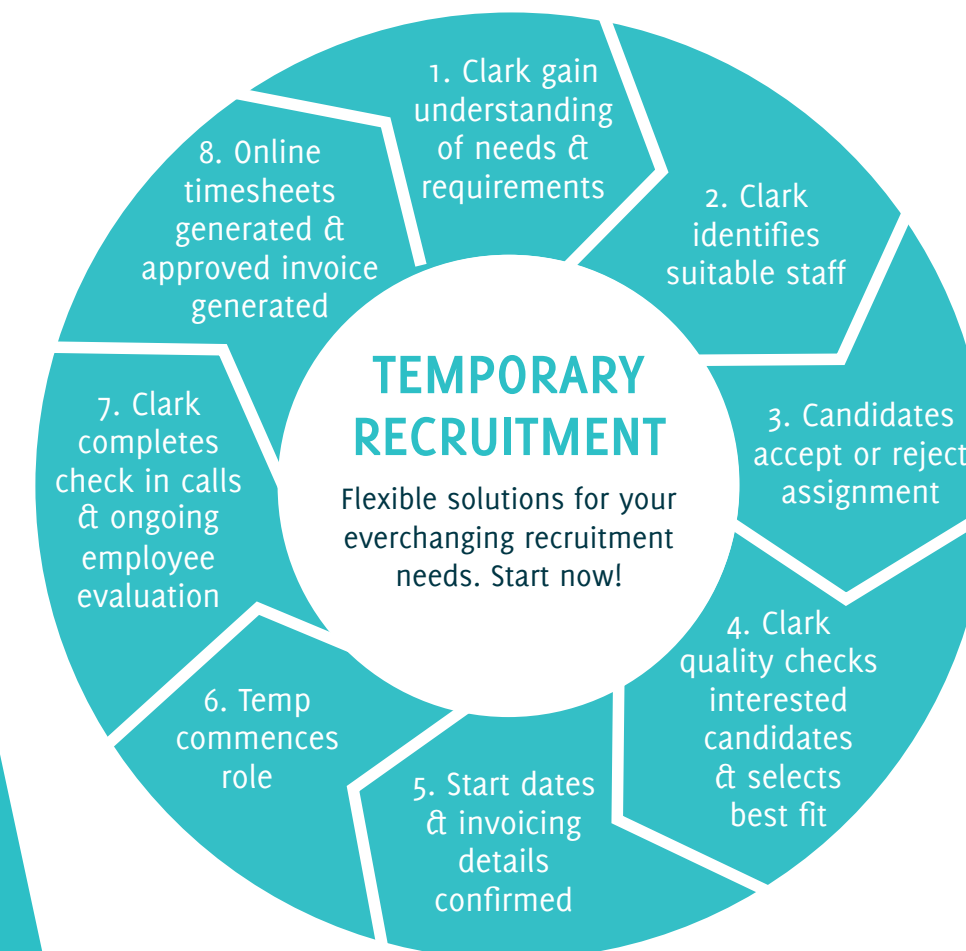 1. Clark gain
understanding
of needs &
requirements
2. Clark
identifies
suitable staff
3. Candidates
accept or reject
assignment
4. Clark
quality checks
interested
candidates
& selects
best fit
5. Start dates
& invoicing
details
confirmed
6. Temp
commences
role
7. Clark
completes
check in calls
& ongoing
employee
evaluation
8. Online
timesheets
generated &
approved invoice
generated
TEMPORARY
RECRUITMENT
Flexible solutions for your
everchanging recruitment
needs. Start now!